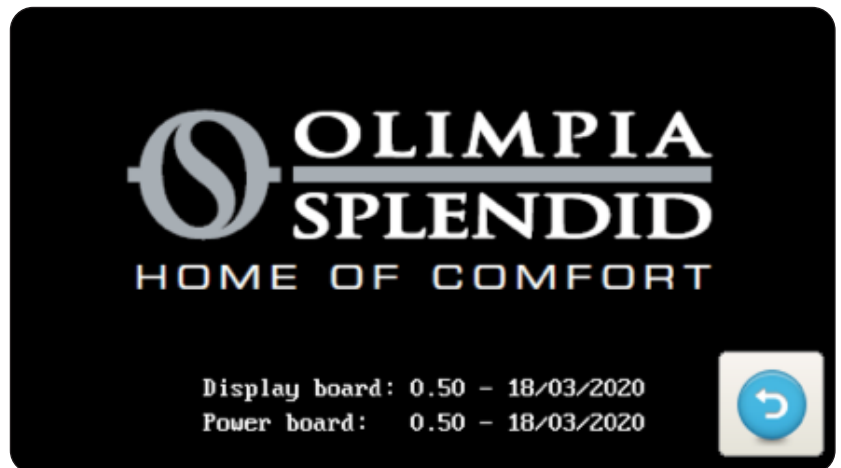 OLIMPIA
SPLENDID
HOME OF COMFORT
Display board: 0.50 - 18/03/2020
Power board: 0.50 - 18/03/2020